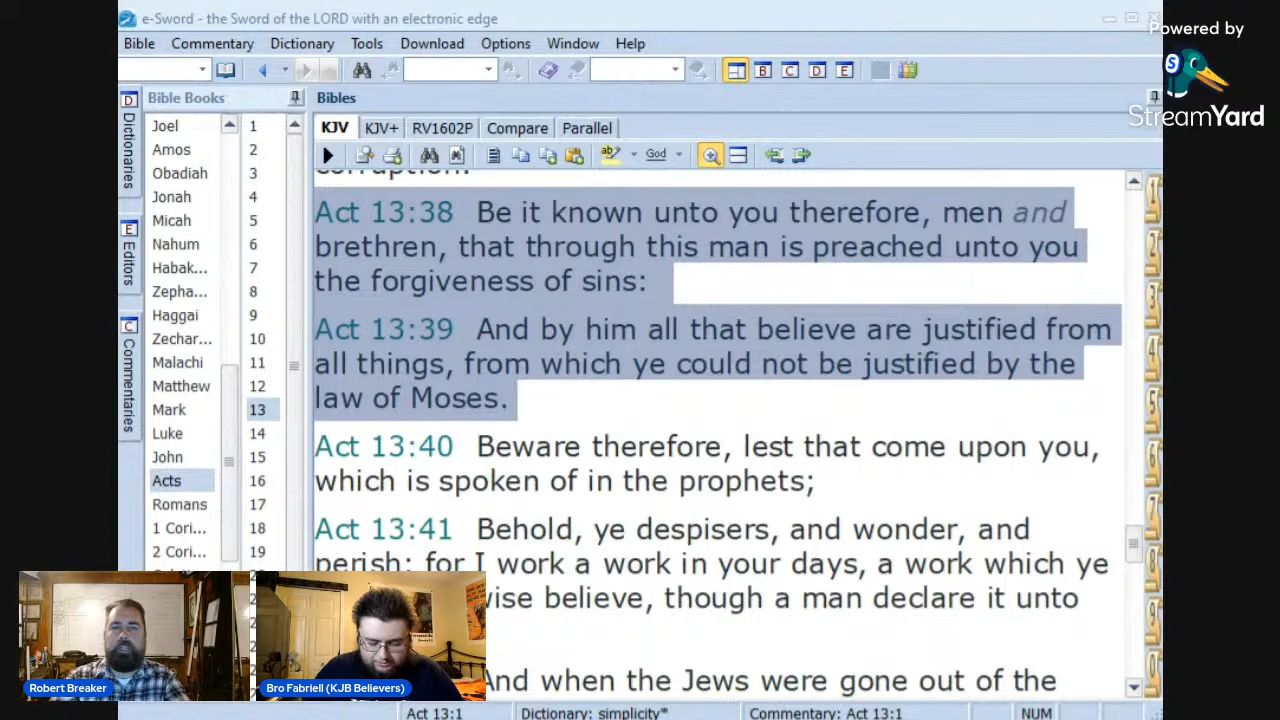 e-Sword - the Sword of the LORD with an electronic edge
Powered by
StreamYard
Bible Commentary Dictionary Tools Download Options Window Help
B C D E
D Dictionaries
E Editors
C Commentaries
Bible Books
Joel 1
Amos 2
Obadiah 3
Jonah 4
Micah 5
Nahum 6
Habak... 7
Zepha... 8
Haggai 9
Zechar... 10
Malachi 11
Matthew 12
Mark 13
Luke 14
John 15
Acts 16
Romans 17
1 Cori... 18
2 Cori... 19
Bibles
KJV KJV+ RV1602P Compare Parallel
God
corruption.
Act 13:38 Be it known unto you therefore, men and
brethren, that through this man is preached unto you
the forgiveness of sins:
Act 13:39 And by him all that believe are justified from
all things, from which ye could not be justified by the
law of Moses.
Act 13:40 Beware therefore, lest that come upon you,
which is spoken of in the prophets;
Act 13:41 Behold, ye despisers, and wonder, and
perish: for I work a work in your days, a work which ye
wise believe, though a man declare it unto
And when the Jews were gone out of the
Robert Breaker
Bro Fabriell (KJB Believers)
Act 13:1 Dictionary: simplicity* Commentary: Act 13:1 NUM